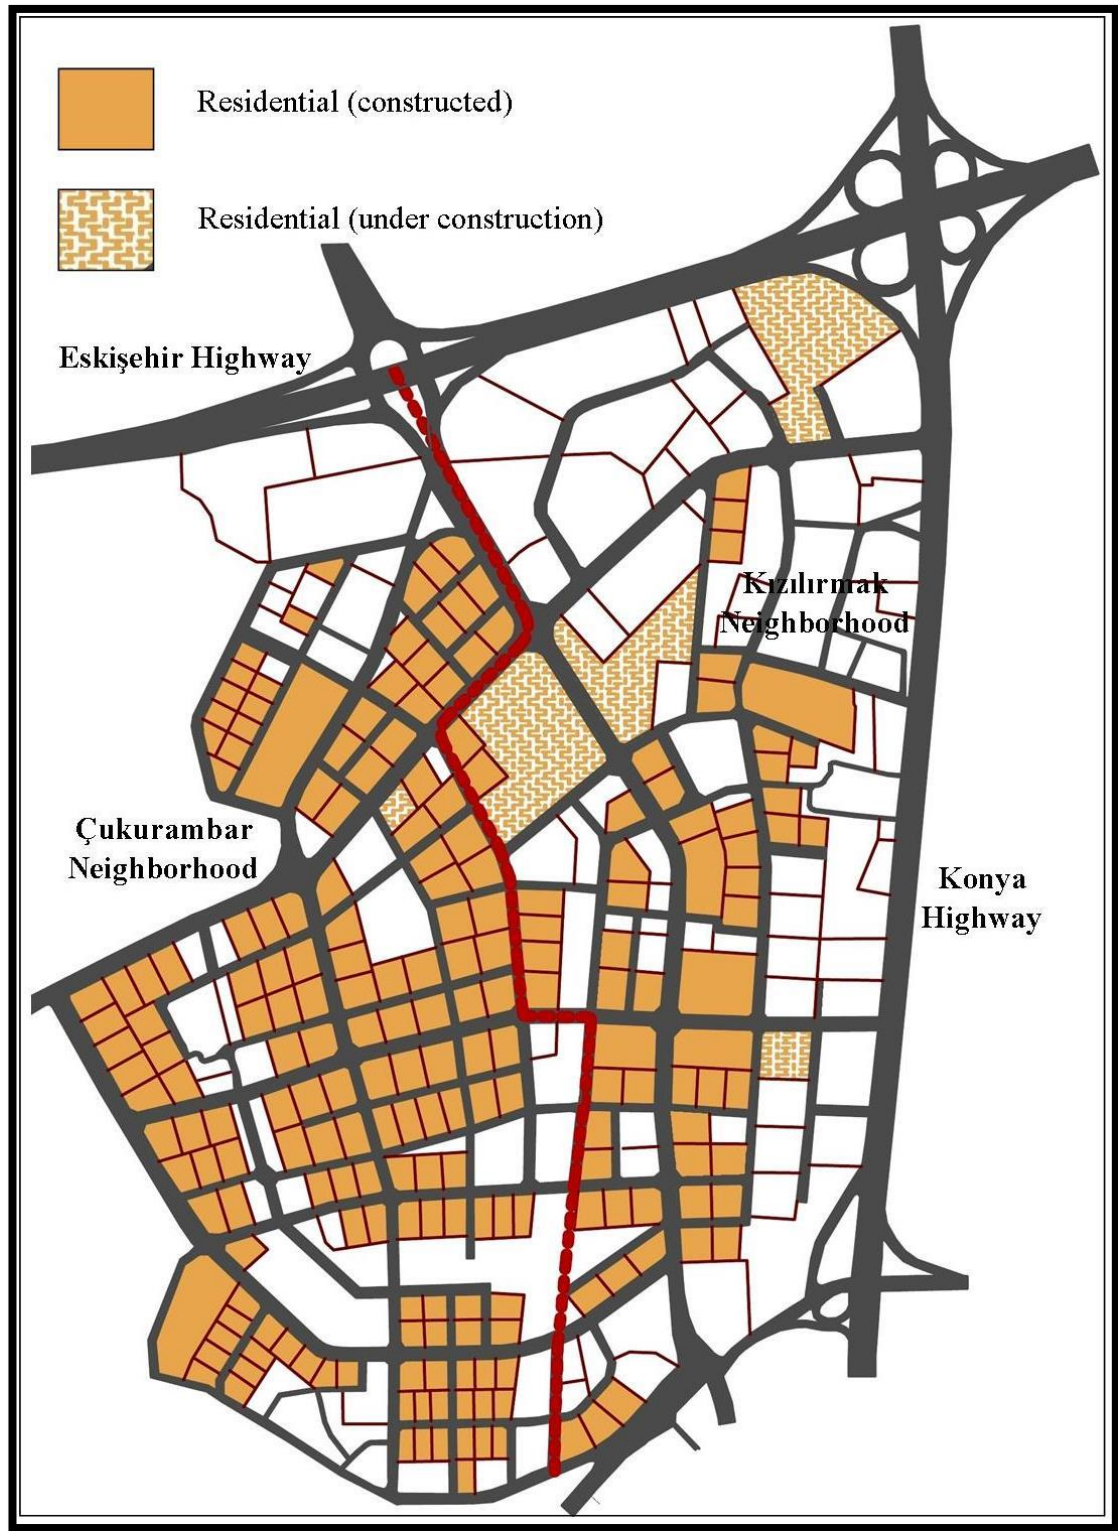 Residential (constructed)
Residential (under construction)
Eskişehir Highway
Kızılırmak
Neighborhood
Çukurambar
Neighborhood
Konya
Highway